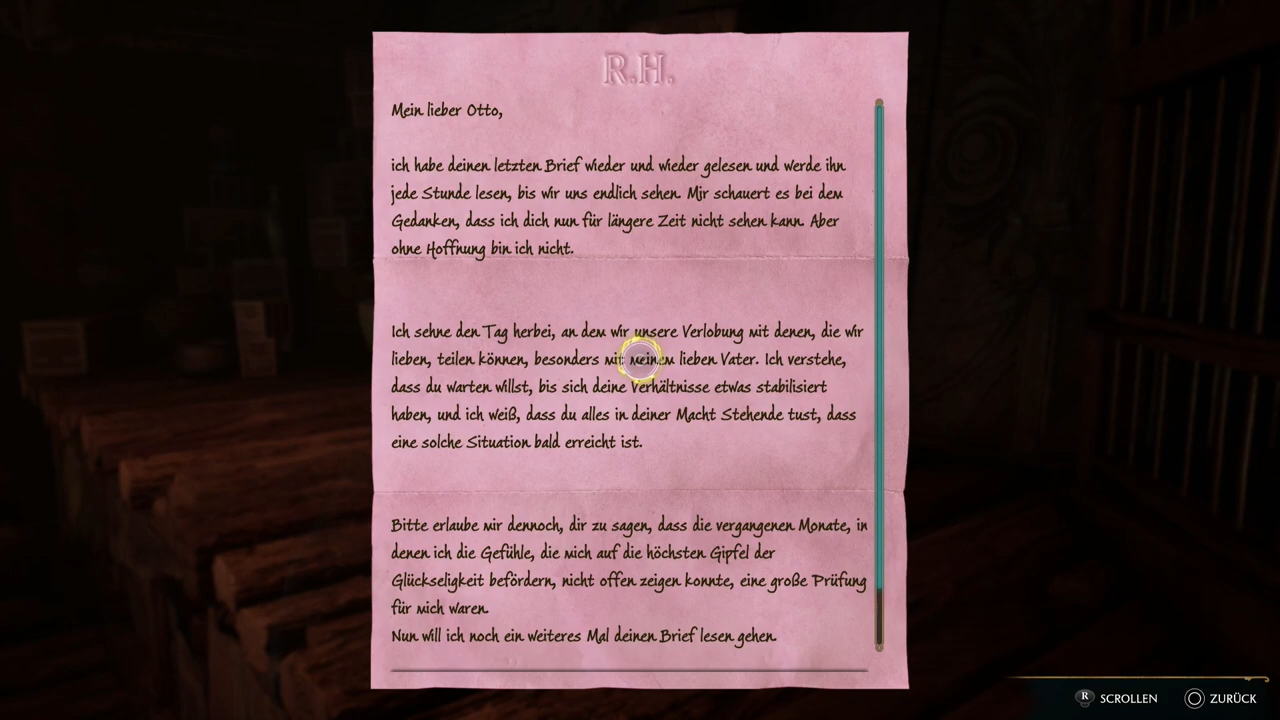 R.H.
Mein lieber Otto,
ich habe deinen letzten Brief wieder und wieder gelesen und werde ihn
jede Stunde lesen, bis wir uns endlich sehen. Mir schauert es bei dem
Gedanken, dass ich dich nun für längere Zeit nicht sehen kann. Aber
ohne Hoffnung bin ich nicht.
Ich sehne den Tag herbei, an dem wir unsere Verlobung mit denen, die wir
lieben, teilen können, besonders mit meinem lieben Vater. Ich verstehe,
dass du warten willst, bis sich deine Verhältnisse etwas stabilisiert
haben, und ich weiß, dass du alles in deiner Macht Stehende tust, dass
eine solche Situation bald erreicht ist.
Bitte erlaube mir dennoch, dir zu sagen, dass die vergangenen Monate, in
denen ich die Gefühle, die mich auf die höchsten Gipfel der
Glückseligkeit befördern, nicht offen zeigen konnte, eine große Prüfung
für mich waren.
Nun will ich noch ein weiteres Mal deinen Brief lesen gehen.
R SCROLLEN ZURÜCK